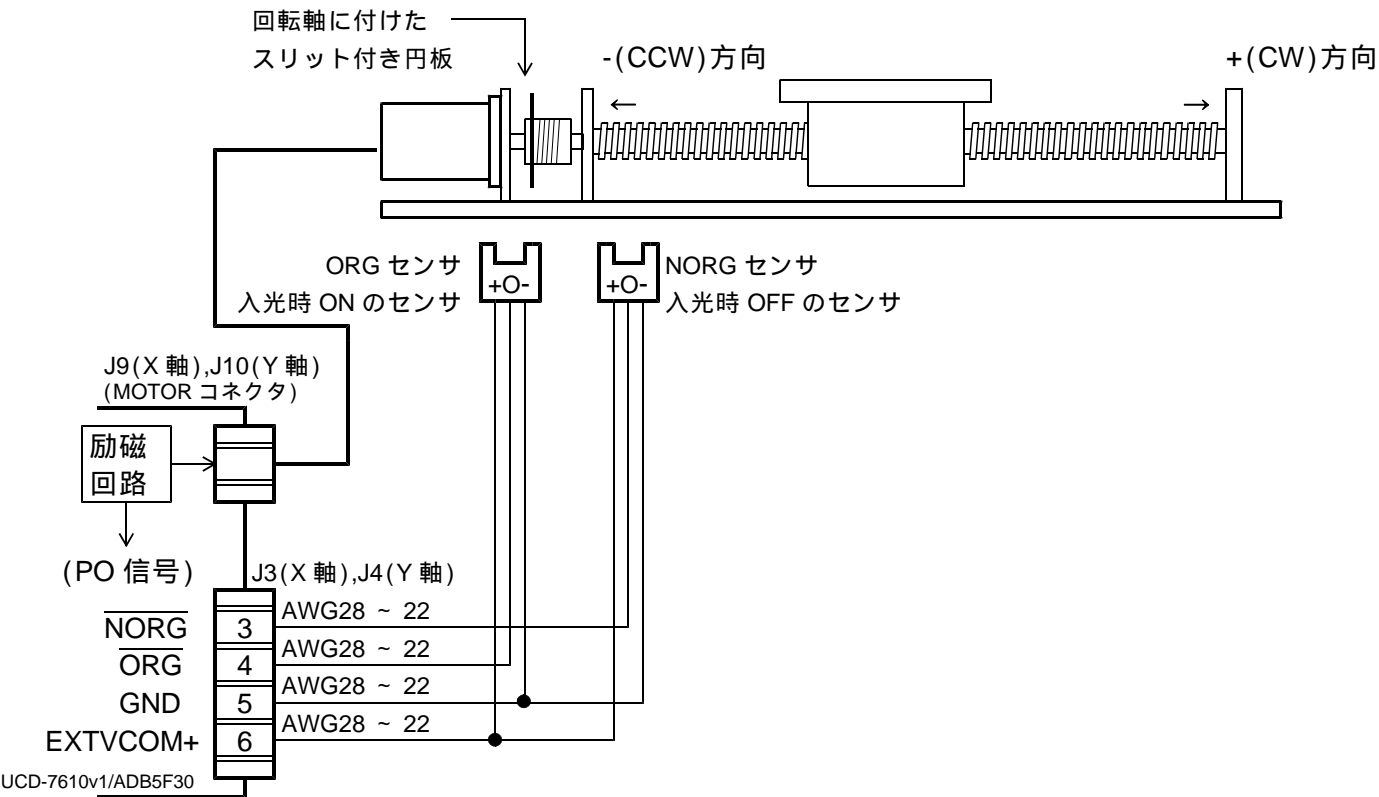 回転軸に付けた
スリット付き円板
-(CCW)方向
+(CW)方向
ORG センサ
入光時 ON のセンサ
+O-
+O-
NORG センサ
入光時 OFF のセンサ
J9(X 軸),J10(Y 軸)
(MOTOR コネクタ)
励磁
回路
(PO 信号)
J3(X 軸),J4(Y 軸)
NORG 3 AWG28 ~ 22
ORG 4 AWG28 ~ 22
GND 5 AWG28 ~ 22
EXTVCOM+ 6 AWG28 ~ 22
UCD-7610v1/ADB5F30